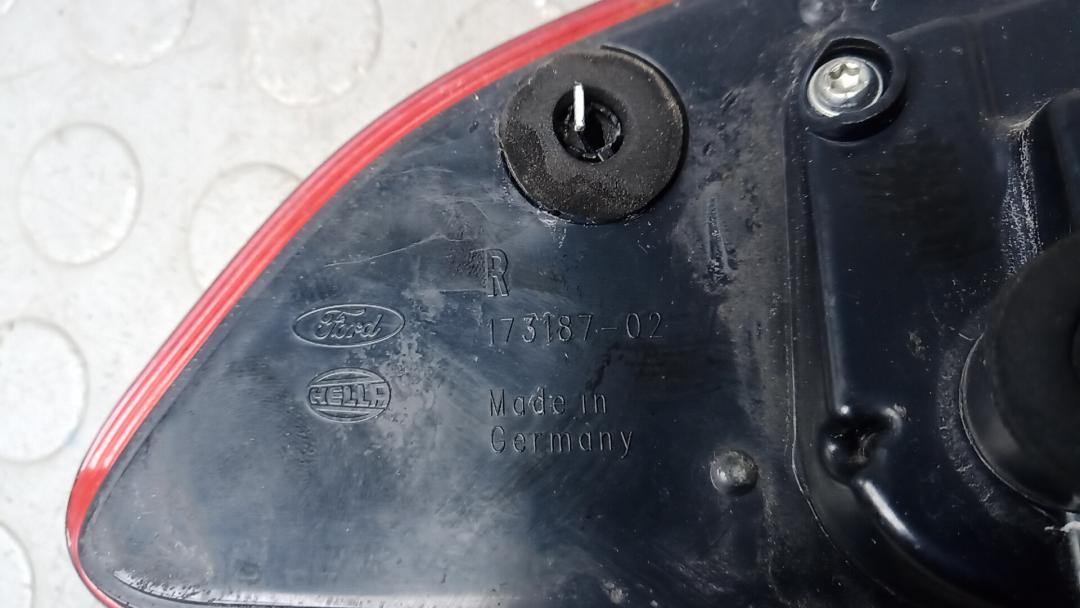 R
Ford
173187-02
HELLA
Made in
Germany